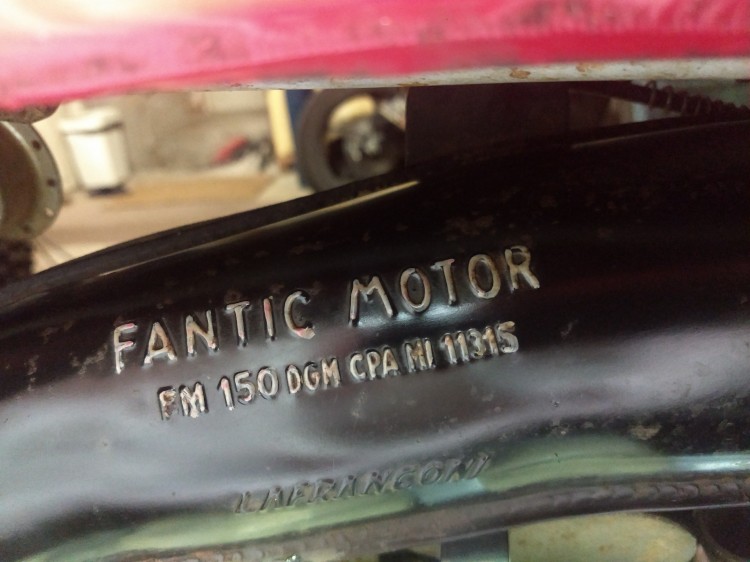 FANTIC MOTOR
FM 150 DGM CPA MI 11315
LAFRANCONI